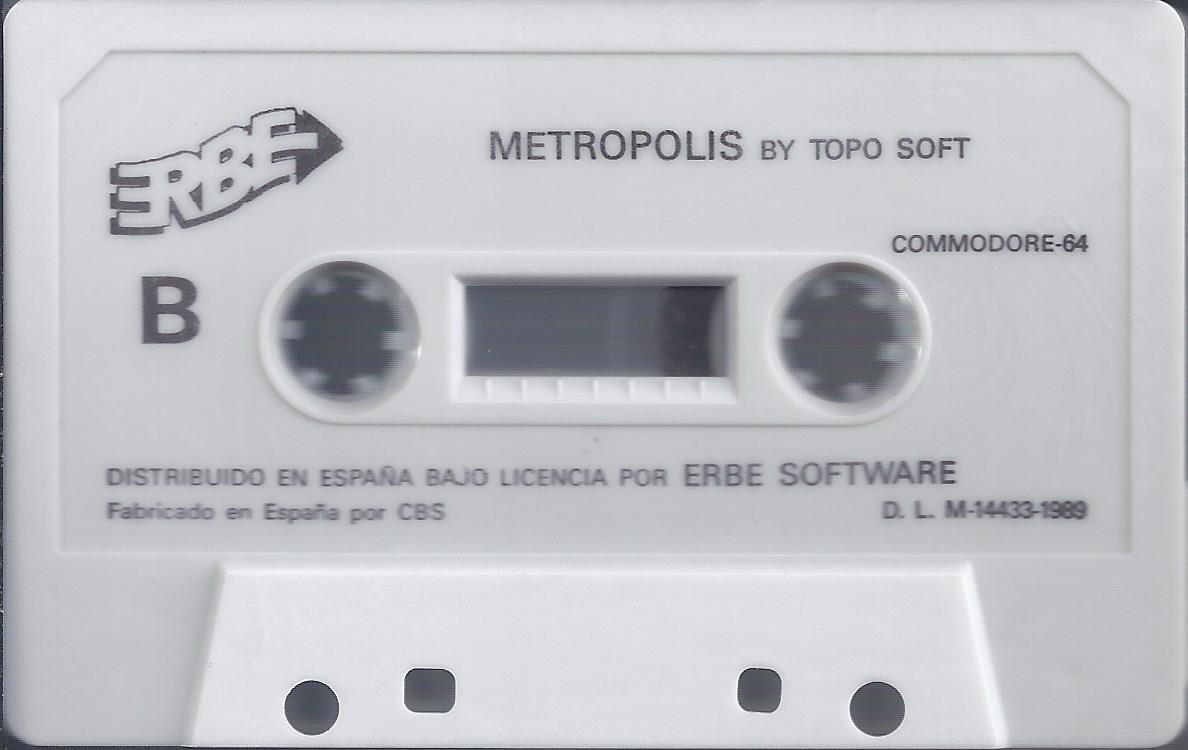 ERBE
METROPOLIS BY TOPO SOFT
COMMODORE-64
B
DISTRIBUIDO EN ESPAÑA BAJO LICENCIA POR ERBE SOFTWARE
Fabricado en España por CBS
D. L. M-14433-1989